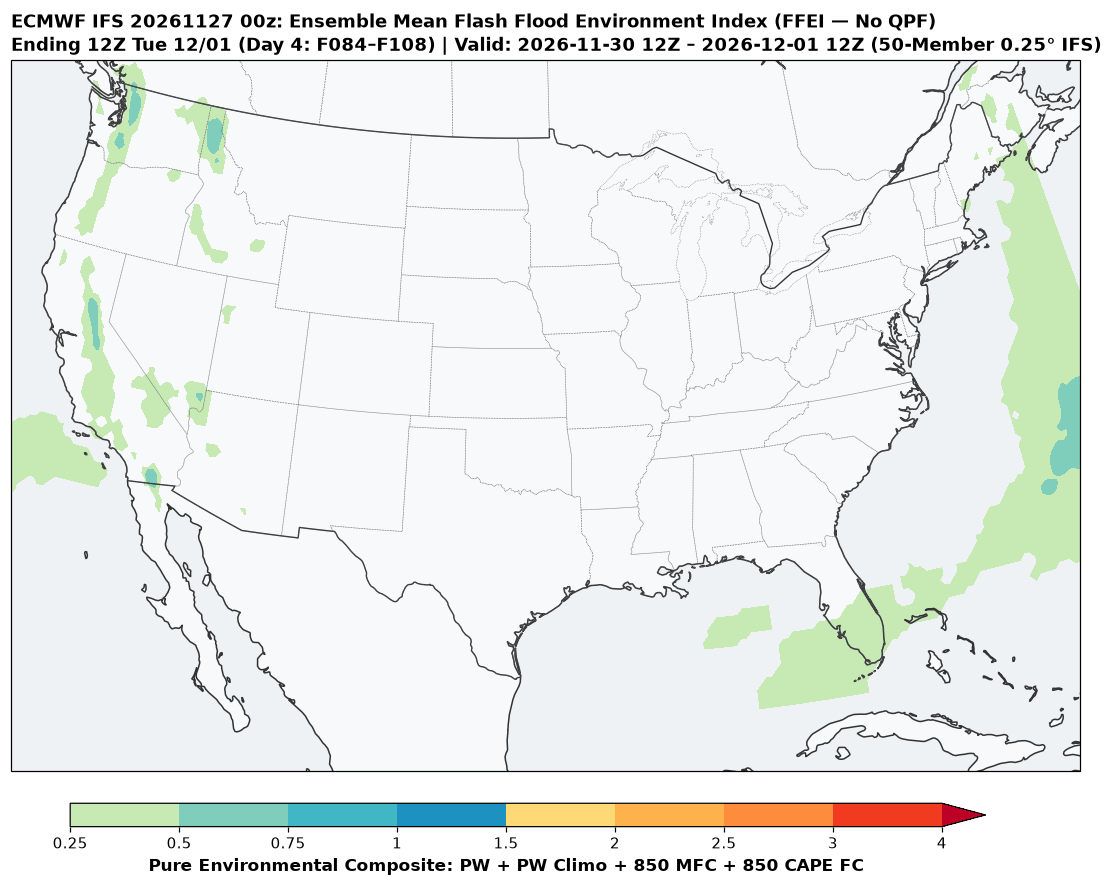 ECMWF IFS 20261127 00z: Ensemble Mean Flash Flood Environment Index (FFEI — No QPF)
Ending 12Z Tue 12/01 (Day 4: F084–F108) | Valid: 2026-11-30 12Z – 2026-12-01 12Z (50-Member 0.25° IFS)
0.25 0.5 0.75 1 1.5 2 2.5 3 4
Pure Environmental Composite: PW + PW Climo + 850 MFC + 850 CAPE FC